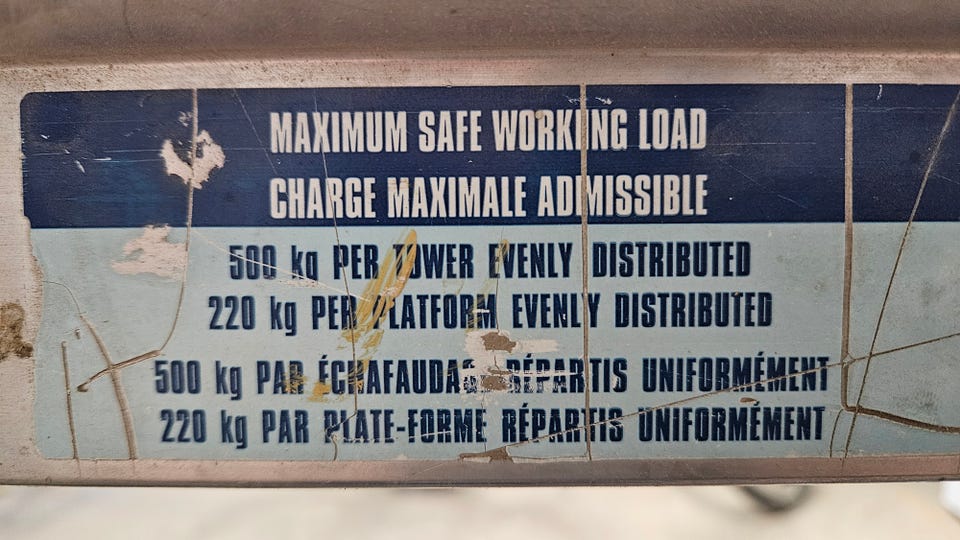 MAXIMUM SAFE WORKING LOAD
CHARGE MAXIMALE ADMISSIBLE
500 kg PER TOWER EVENLY DISTRIBUTED
220 kg PER PLATFORM EVENLY DISTRIBUTED
500 kg PAR ÉCHAFAUDAGE RÉPARTIS UNIFORMÉMENT
220 kg PAR PLATE-FORME RÉPARTIS UNIFORMÉMENT